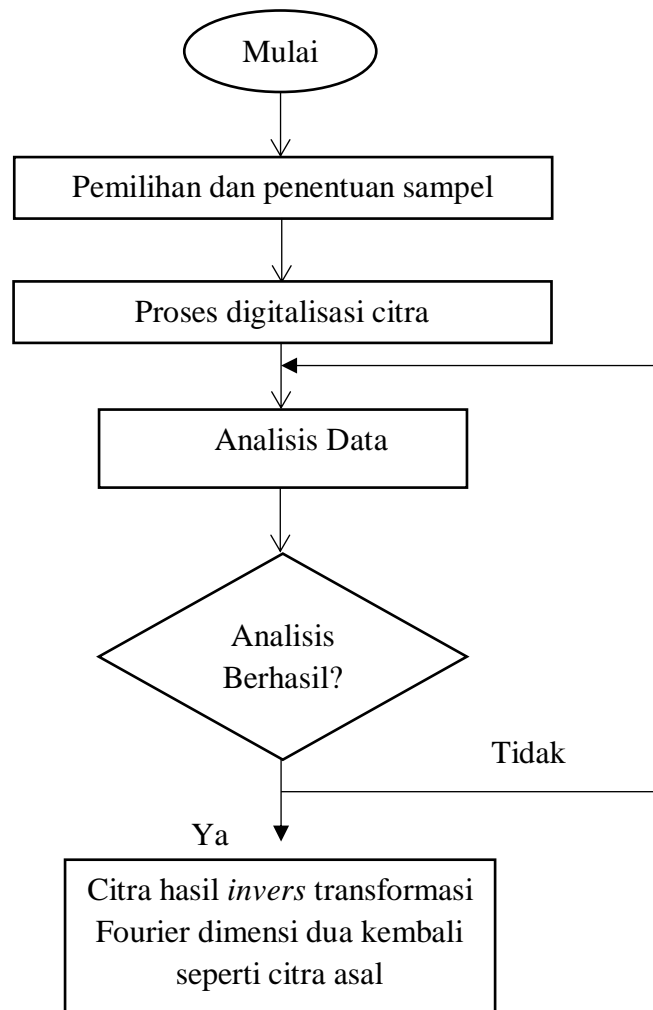 Mulai
Pemilihan dan penentuan sampel
Proses digitalisasi citra
Analisis Data
Analisis
Berhasil?
Tidak
Ya
Citra hasil invers transformasi
Fourier dimensi dua kembali
seperti citra asal